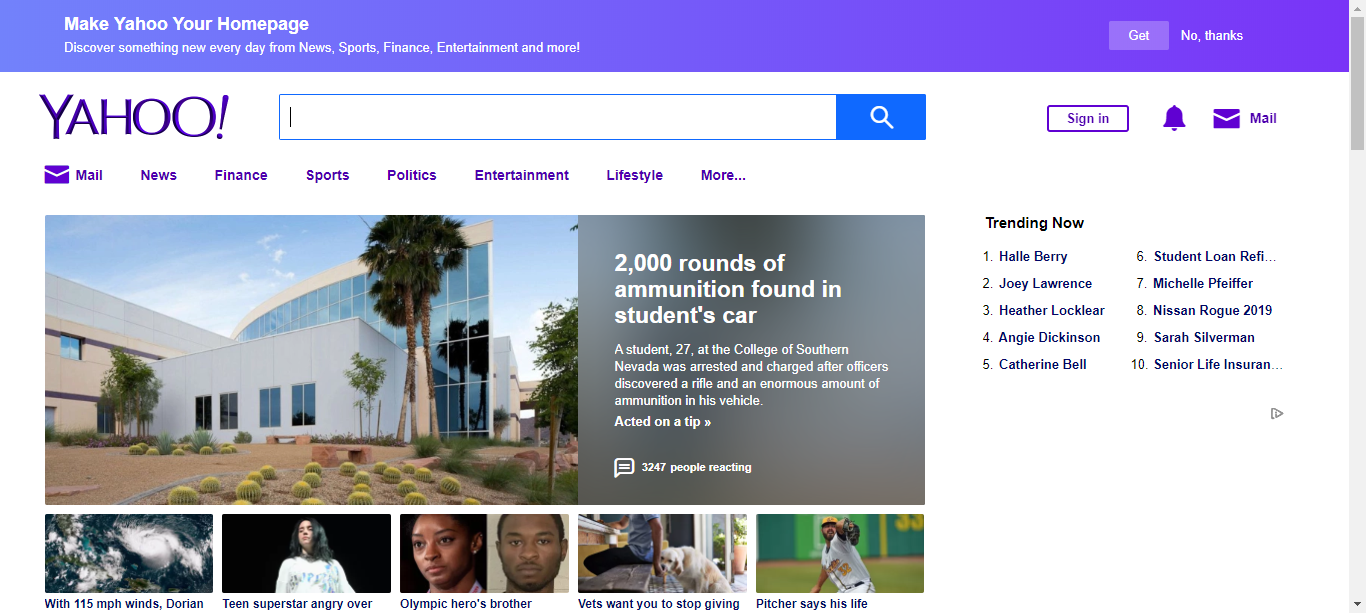 Make Yahoo Your Homepage
Discover something new every day from News, Sports, Finance, Entertainment and more!
Get
No, thanks
YAHOO!
Sign in
Mail
Mail
News
Finance
Sports
Politics
Entertainment
Lifestyle
More...
2,000 rounds of
ammunition found in
student's car
A student, 27, at the College of Southern
Nevada was arrested and charged after officers
discovered a rifle and an enormous amount of
ammunition in his vehicle.
Acted on a tip »
3247 people reacting
With 115 mph winds, Dorian
Teen superstar angry over
Olympic hero's brother
Vets want you to stop giving
Pitcher says his life
Trending Now
1. Halle Berry
2. Joey Lawrence
3. Heather Locklear
4. Angie Dickinson
5. Catherine Bell
6. Student Loan Refi...
7. Michelle Pfeiffer
8. Nissan Rogue 2019
9. Sarah Silverman
10. Senior Life Insuran...